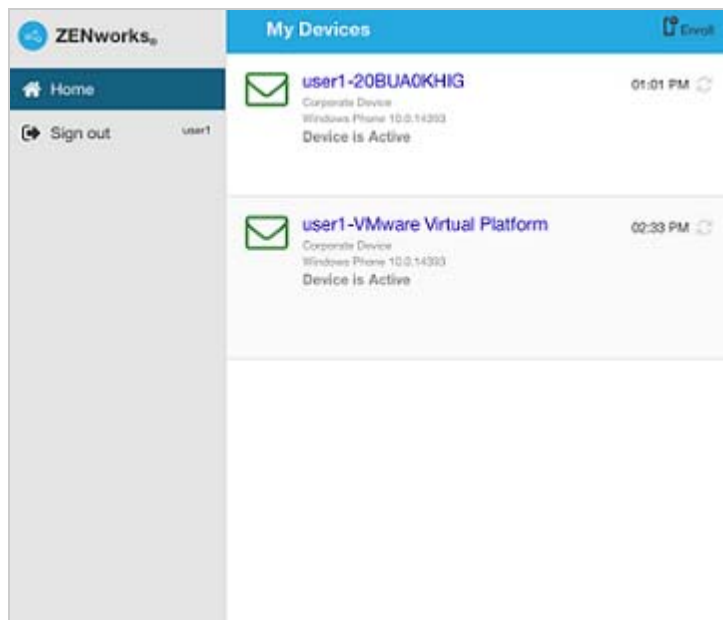 ZENworks®
Home
Sign out user1
My Devices
Enroll
user1-20BUA0KHIG
01:01 PM
Corporate Device
Windows Phone 10.0.14393
Device is Active
user1-VMware Virtual Platform
02:33 PM
Corporate Device
Windows Phone 10.0.14393
Device is Active